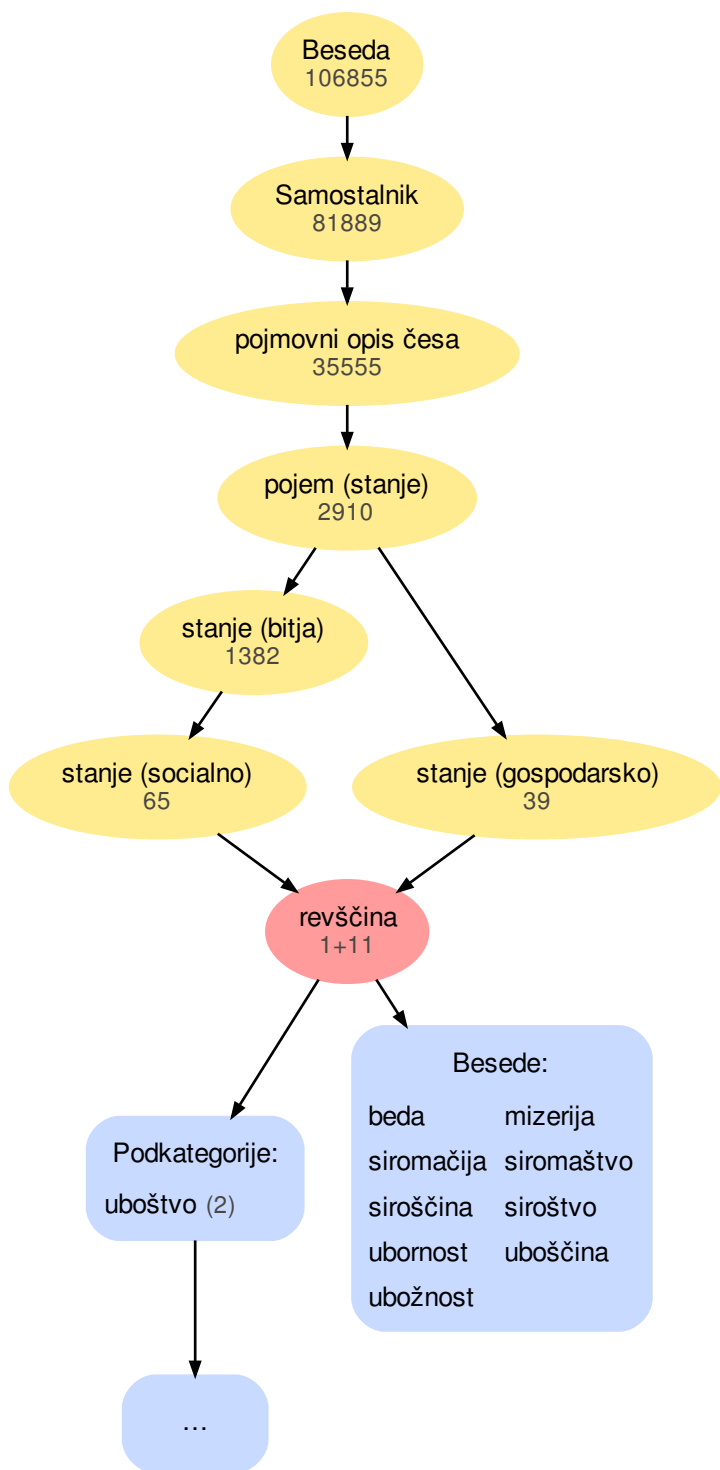 Beseda
106855
Samostalnik
81889
pojmovni opis česa
35555
pojem (stanje)
2910
stanje (bitja)
1382
stanje (socialno)
65
stanje (gospodarsko)
39
revščina
1+11
Besede:
beda mizerija
siromačija siromaštvo
siroščina siroštvo
ubornost uboščina
ubožnost
Podkategorije:
uboštvo (2)
…